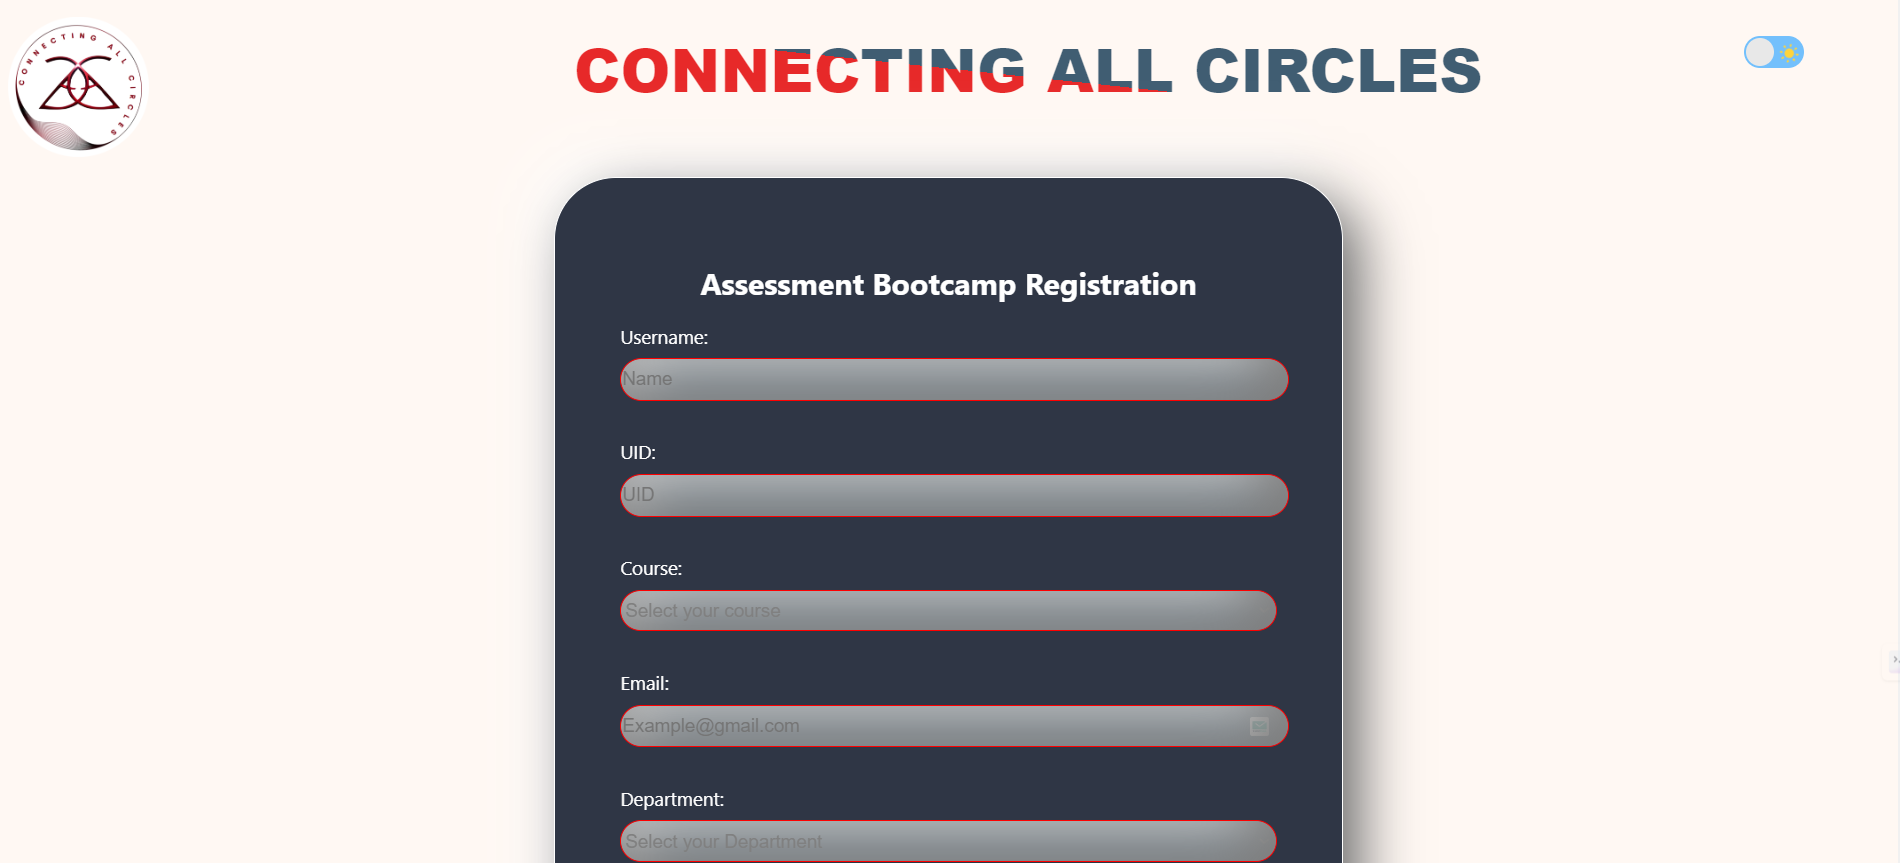 CONNECTING ALL CIRCLES
CONNECTING ALL CIRCLES
Assessment Bootcamp Registration
Username:
Name
UID:
UID
Course:
Select your course
Email:
Example@gmail.com
Department:
Select your Department